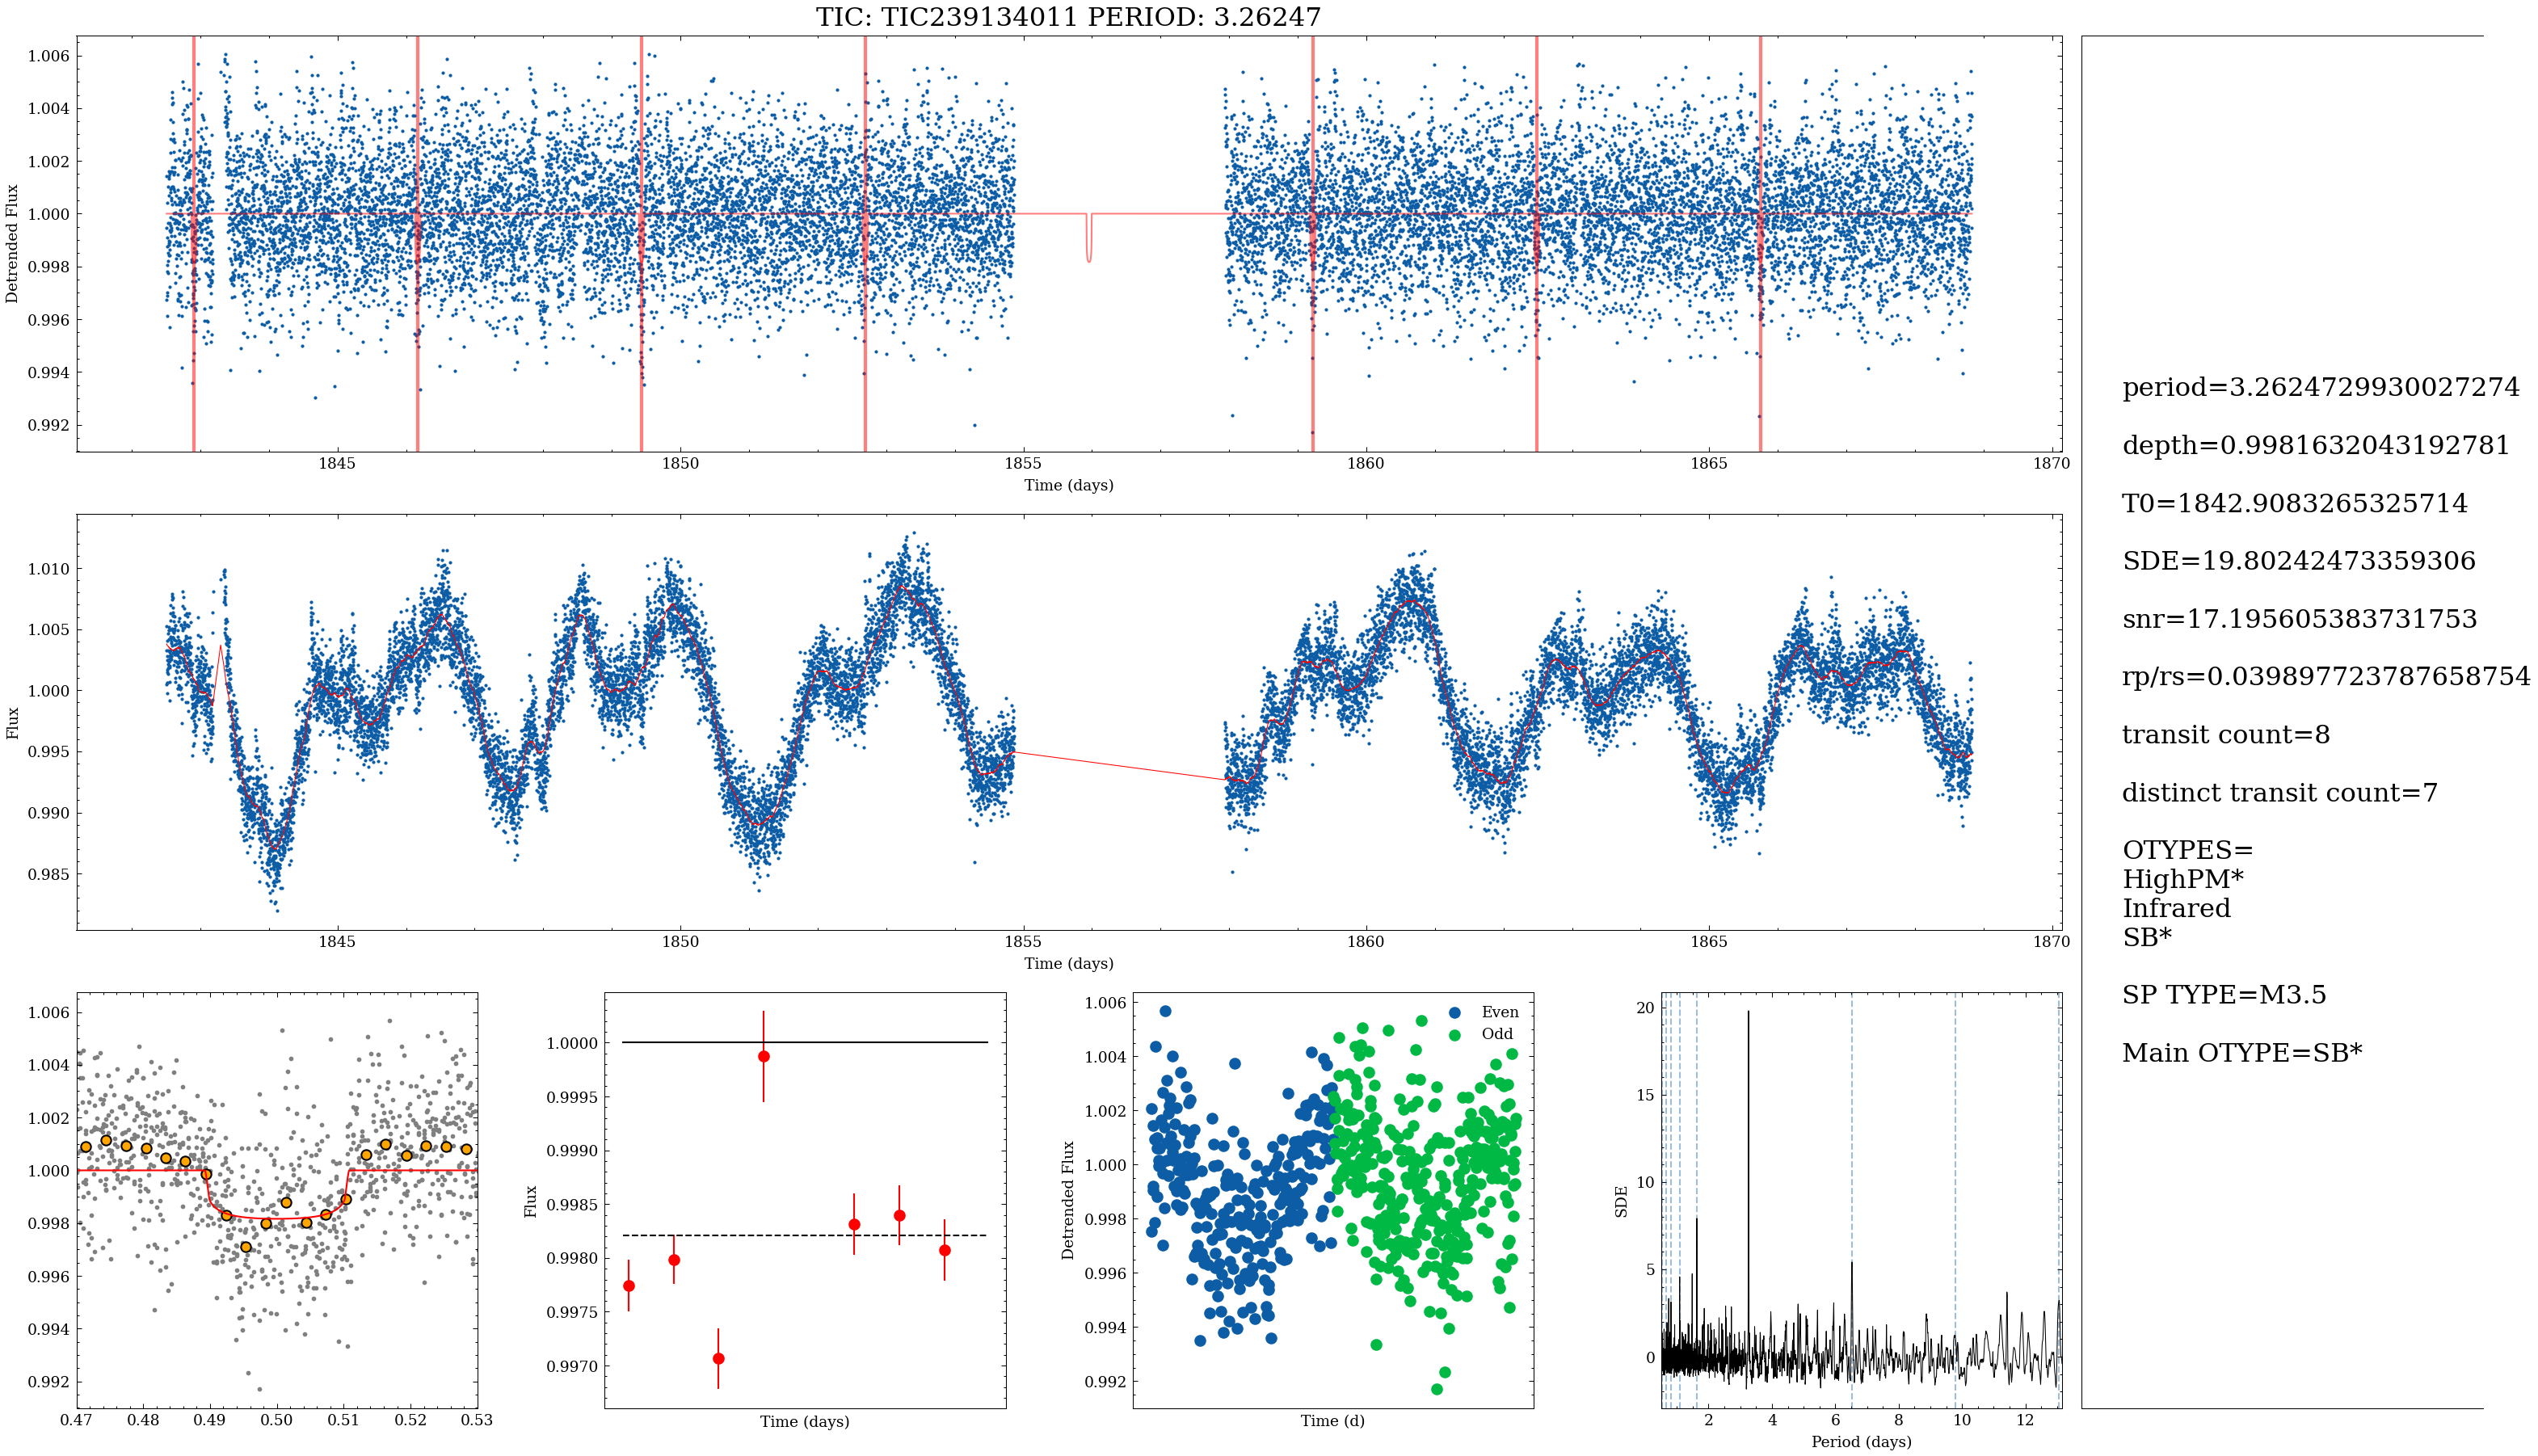 TIC: TIC239134011 PERIOD: 3.26247
1.006
1.004
1.002
1.000
0.998
0.996
0.994
0.992
Detrended Flux
1845
1850
1855
1860
1865
1870
Time (days)
1.010
1.005
1.000
0.995
0.990
0.985
Flux
1845
1850
1855
1860
1865
1870
Time (days)
1.006
1.004
1.002
1.000
0.998
0.996
0.994
0.992
0.47
0.48
0.49
0.50
0.51
0.52
0.53
1.0000
0.9995
0.9990
0.9985
0.9980
0.9975
0.9970
Flux
Time (days)
1.006
1.004
1.002
1.000
0.998
0.996
0.994
0.992
Detrended Flux
Even
Odd
Time (d)
20
15
10
5
0
SDE
2
4
6
8
10
12
Period (days)
period=3.2624729930027274
depth=0.9981632043192781
T0=1842.9083265325714
SDE=19.80242473359306
snr=17.195605383731753
rp/rs=0.039897723787658754
transit count=8
distinct transit count=7
OTYPES=
HighPM*
Infrared
SB*
SP TYPE=M3.5
Main OTYPE=SB*